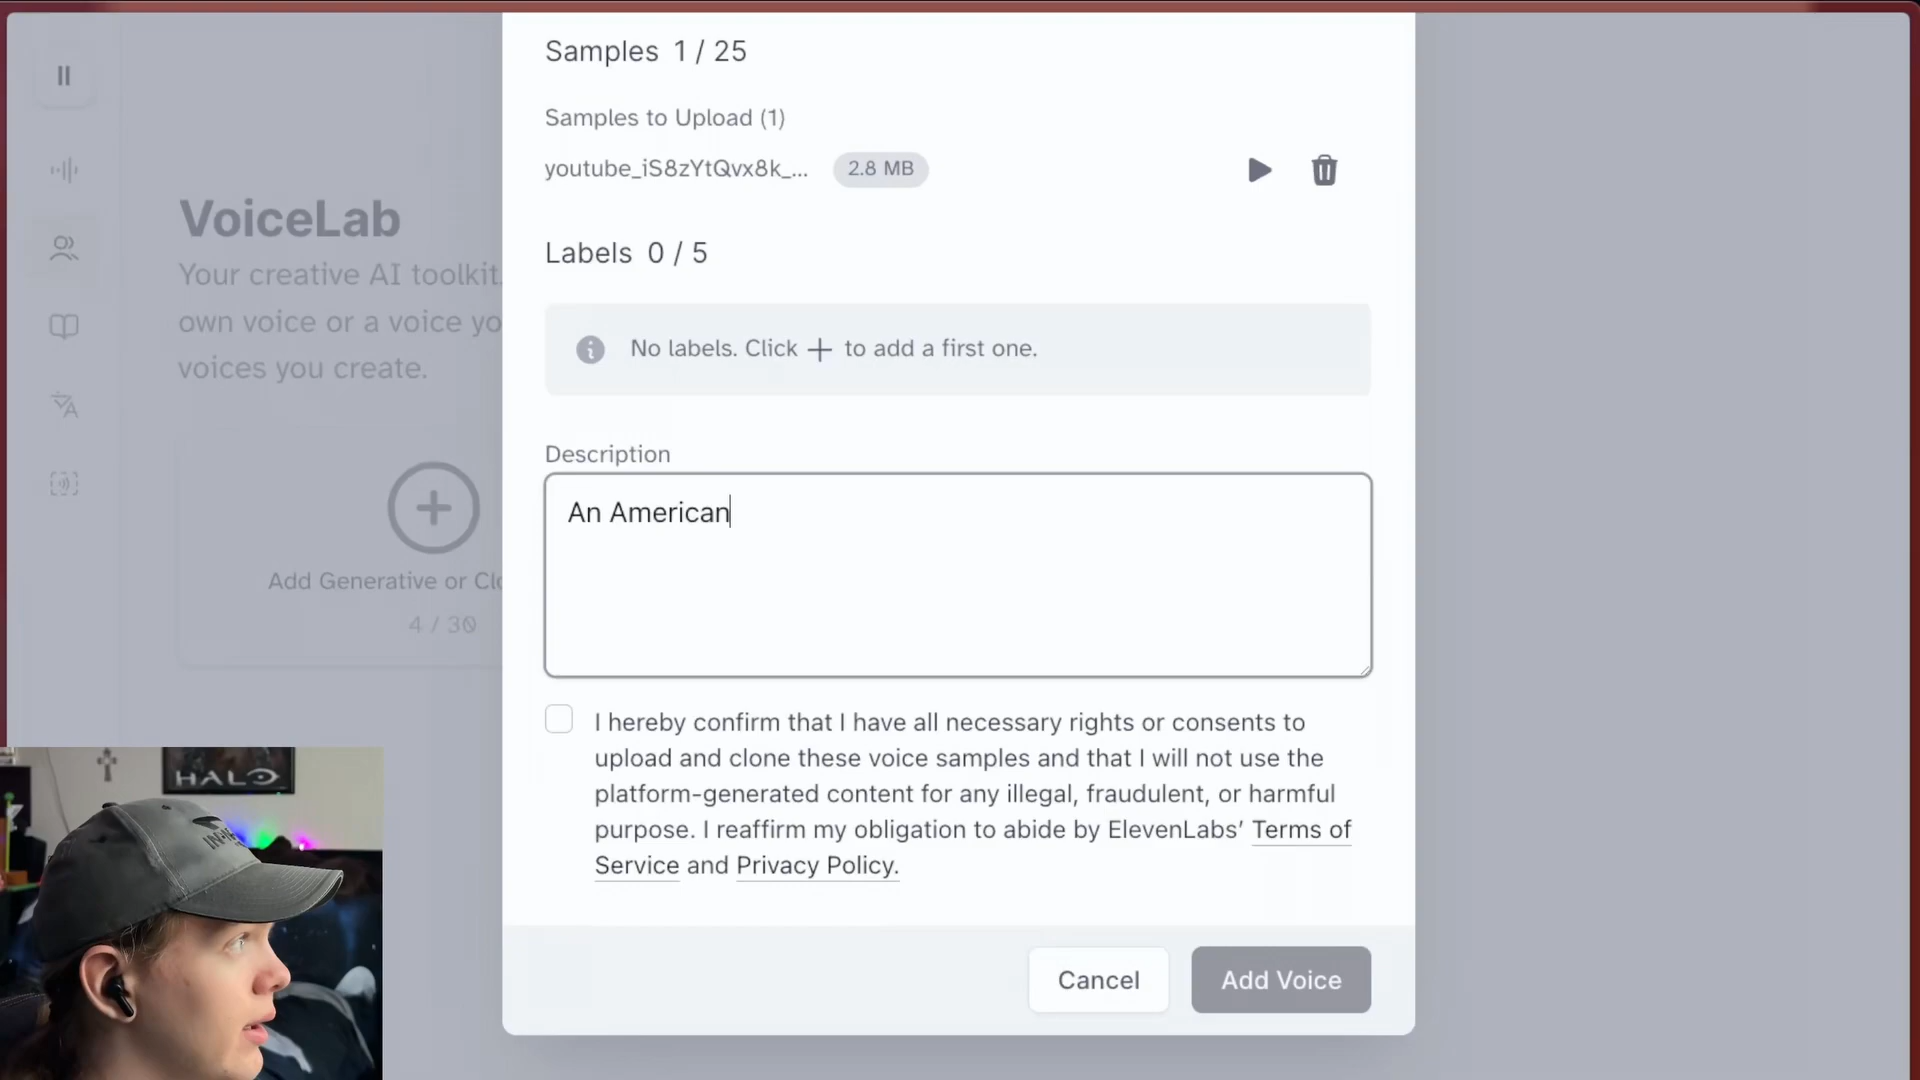 Samples 1 / 25
Samples to Upload (1)
youtube_iS8zYtQvx8k_... 2.8 MB
Labels 0 / 5
No labels. Click + to add a first one.
Description
An American
I hereby confirm that I have all necessary rights or consents to
upload and clone these voice samples and that I will not use the
platform-generated content for any illegal, fraudulent, or harmful
purpose. I reaffirm my obligation to abide by ElevenLabs’ Terms of
Service and Privacy Policy.
Cancel
Add Voice
VoiceLab
Your creative AI toolkit.
own voice or a voice yo
voices you create.
Add Generative or Clo
4 / 30
HALO